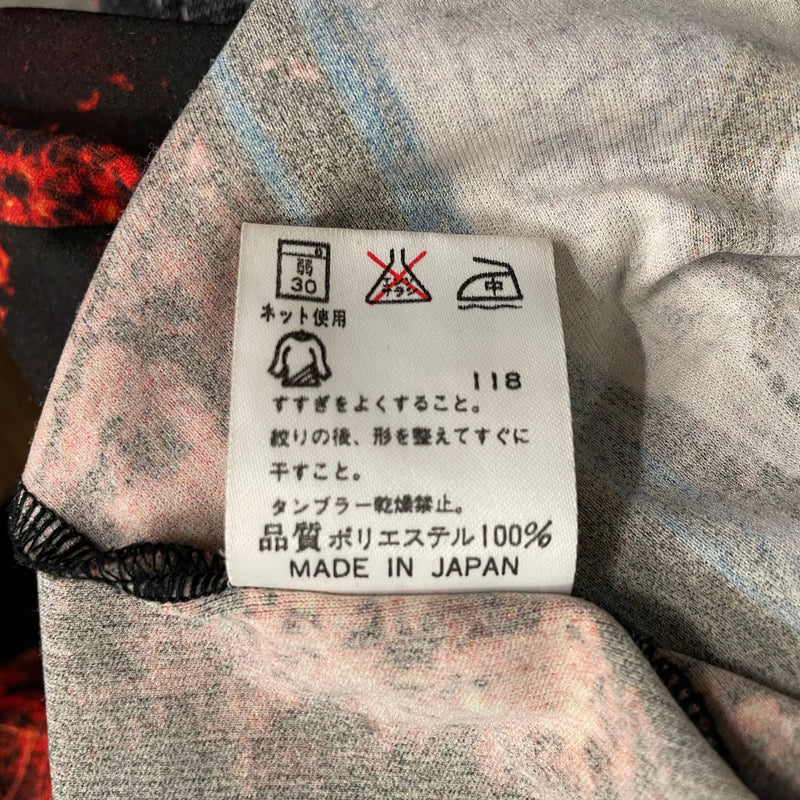 弱
30
エンソ
サラシ
中
ネット使用
118
すすぎをよくすること。
絞りの後、形を整えてすぐに
干すこと。
タンブラー乾燥禁止。
品質ポリエステル100%
MADE IN JAPAN